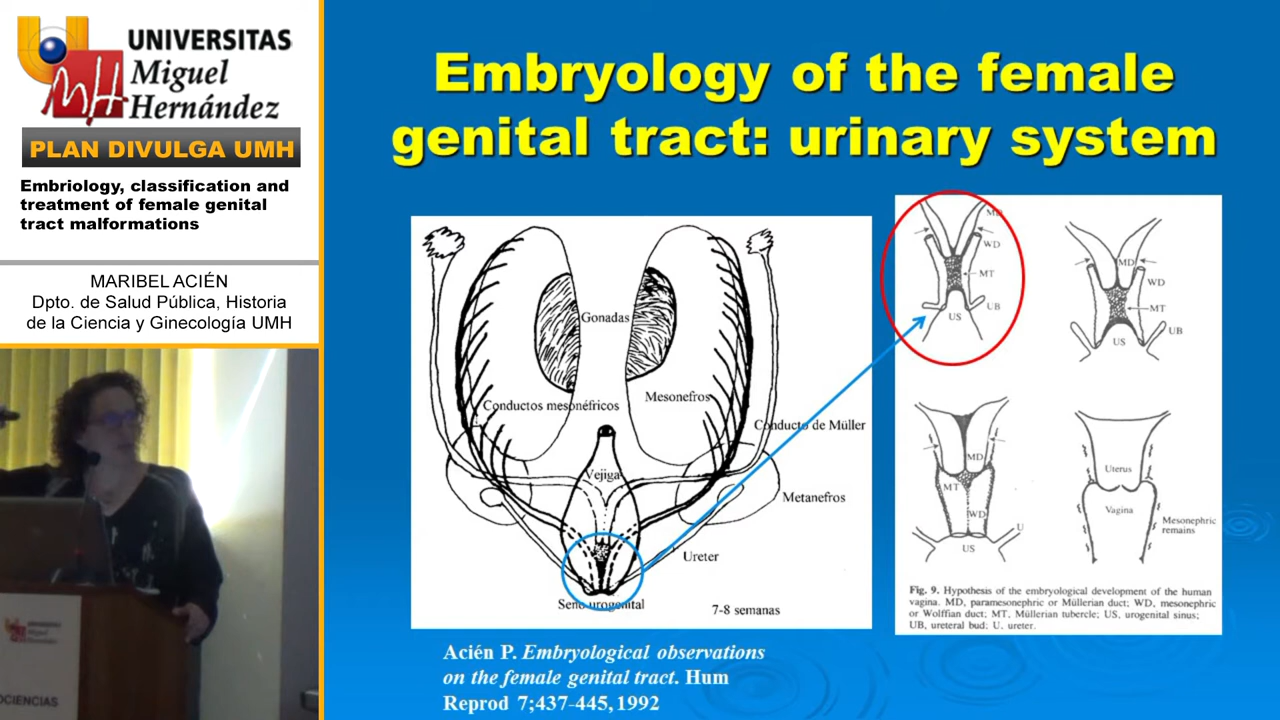 UNIVERSITAS
Miguel
Hernández
PLAN DIVULGA UMH
Embriology, classification and
treatment of female genital
tract malformations
MARIBEL ACIÉN
Dpto. de Salud Pública, Historia
de la Ciencia y Ginecología UMH
UNIVERSITAS
Miguel
Hernández
OCIENCIAS
Embryology of the female
genital tract: urinary system
Gonadas
Conductos mesonéfricos
Mesonefros
Conducto de Müller
Vejiga
Metanefros
Ureter
Seno urogenital
7-8 semanas
MD
WD
MT
UB
US
MD
WD
MT
UB
US
MD
MT
WD
U
US
Uterus
Vagina
Mesonephric
remains
Fig. 9. Hypothesis of the embryological development of the human
vagina. MD, paramesonephric or Müllerian duct; WD, mesonephric
or Wolffian duct; MT, Müllerian tubercle; US, urogenital sinus;
UB, ureteral bud; U, ureter.
Acién P. Embryological observations
on the female genital tract. Hum
Reprod 7;437-445, 1992